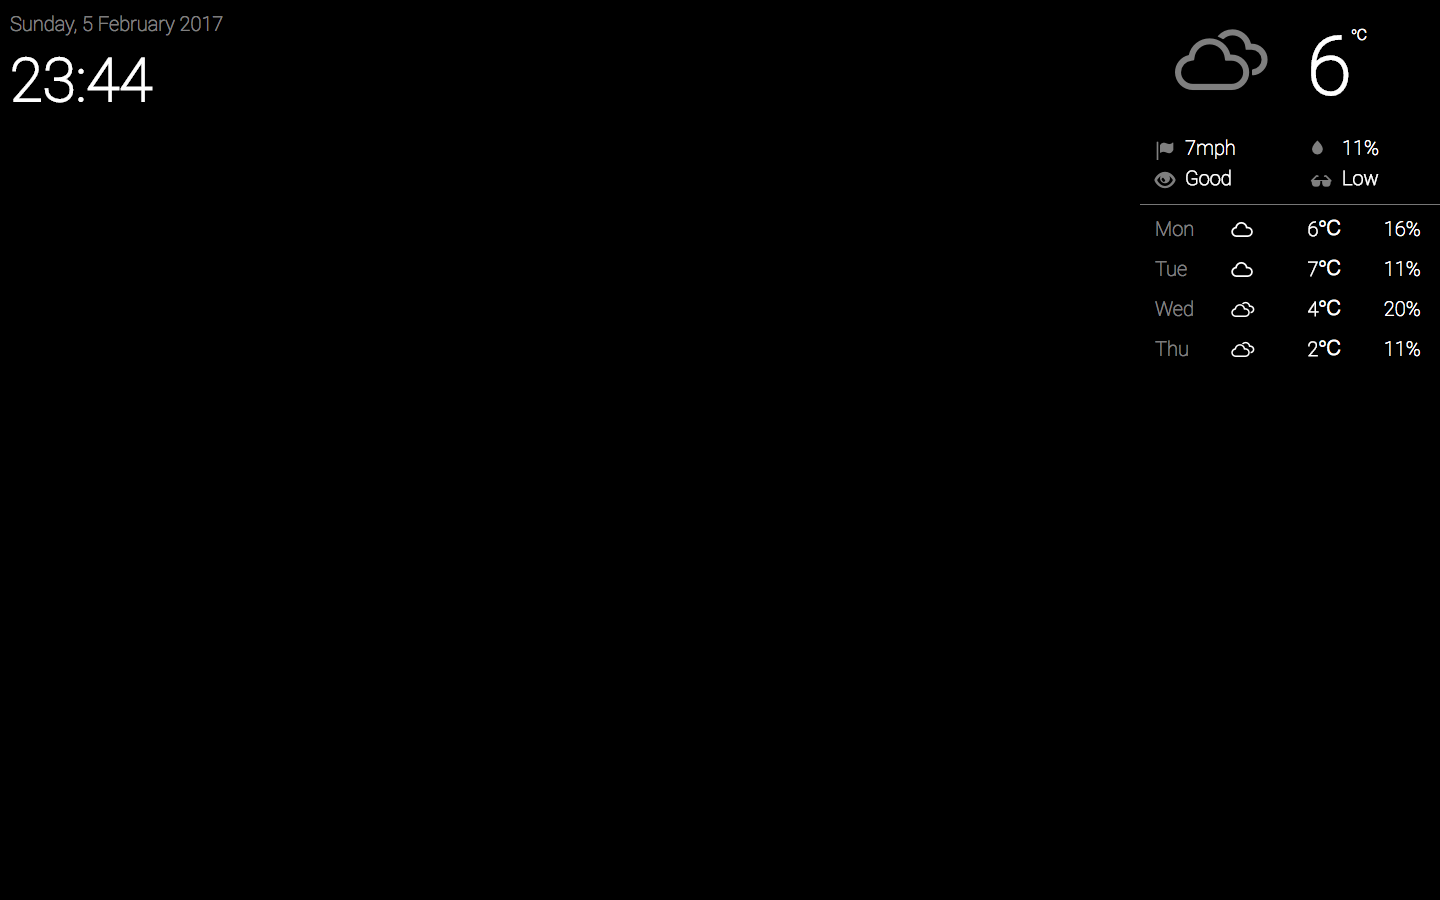 Sunday, 5 February 2017
23:44
6 °C
7mph 11%
Good Low
Mon 6°C 16%
Tue 7°C 11%
Wed 4°C 20%
Thu 2°C 11%